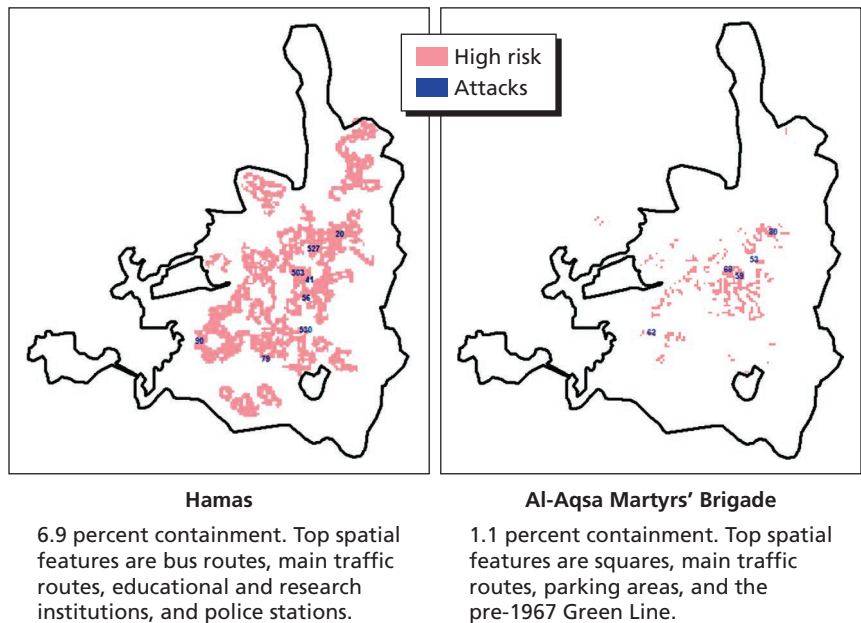 High risk
Attacks
20
527
503
41
56
530
90
79
80
53
68
59
62
Hamas
6.9 percent containment. Top spatial
features are bus routes, main traffic
routes, educational and research
institutions, and police stations.
Al-Aqsa Martyrs’ Brigade
1.1 percent containment. Top spatial
features are squares, main traffic
routes, parking areas, and the
pre-1967 Green Line.